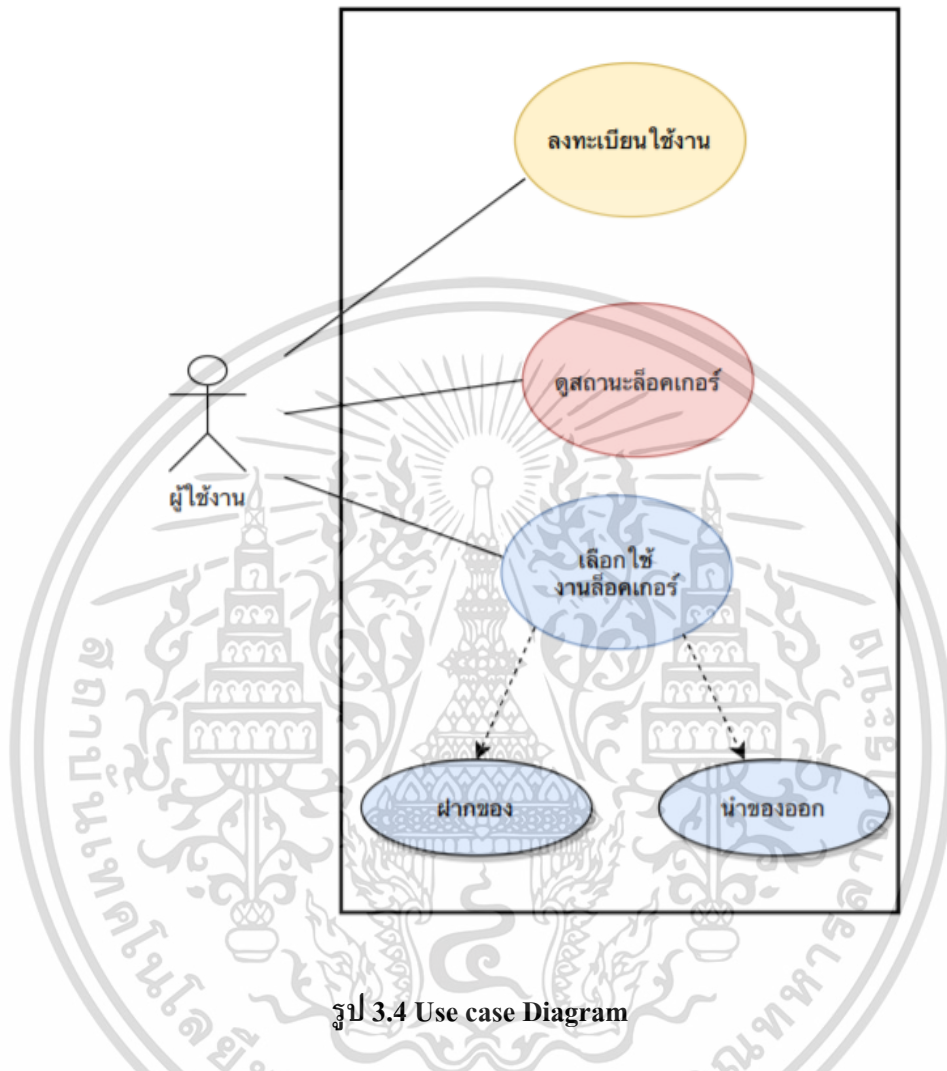 ลงทะเบียนใช้งาน
ดูสถานะล็อคเกอร์
ผู้ใช้งาน
เลือกใช้
งานล็อคเกอร์
ฝากของ
นำของออก
รูป 3.4 Use case Diagram